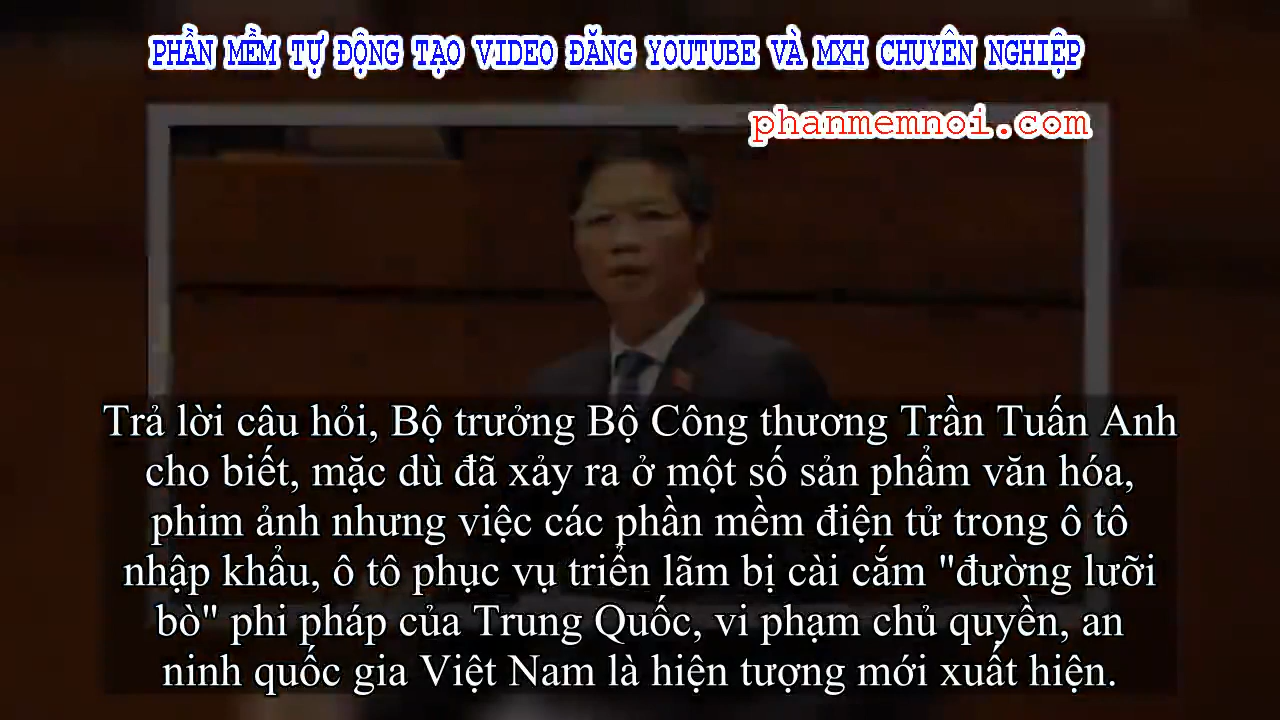 PHẦN MỀM TỰ ĐỘNG TẠO VIDEO ĐĂNG YOUTUBE VÀ MXH CHUYÊN NGHIỆP
phanmemnoi.com
Trả lời câu hỏi, Bộ trưởng Bộ Công thương Trần Tuấn Anh
cho biết, mặc dù đã xảy ra ở một số sản phẩm văn hóa,
phim ảnh nhưng việc các phần mềm điện tử trong ô tô
nhập khẩu, ô tô phục vụ triển lãm bị cài cắm "đường lưỡi
bò" phi pháp của Trung Quốc, vi phạm chủ quyền, an
ninh quốc gia Việt Nam là hiện tượng mới xuất hiện.